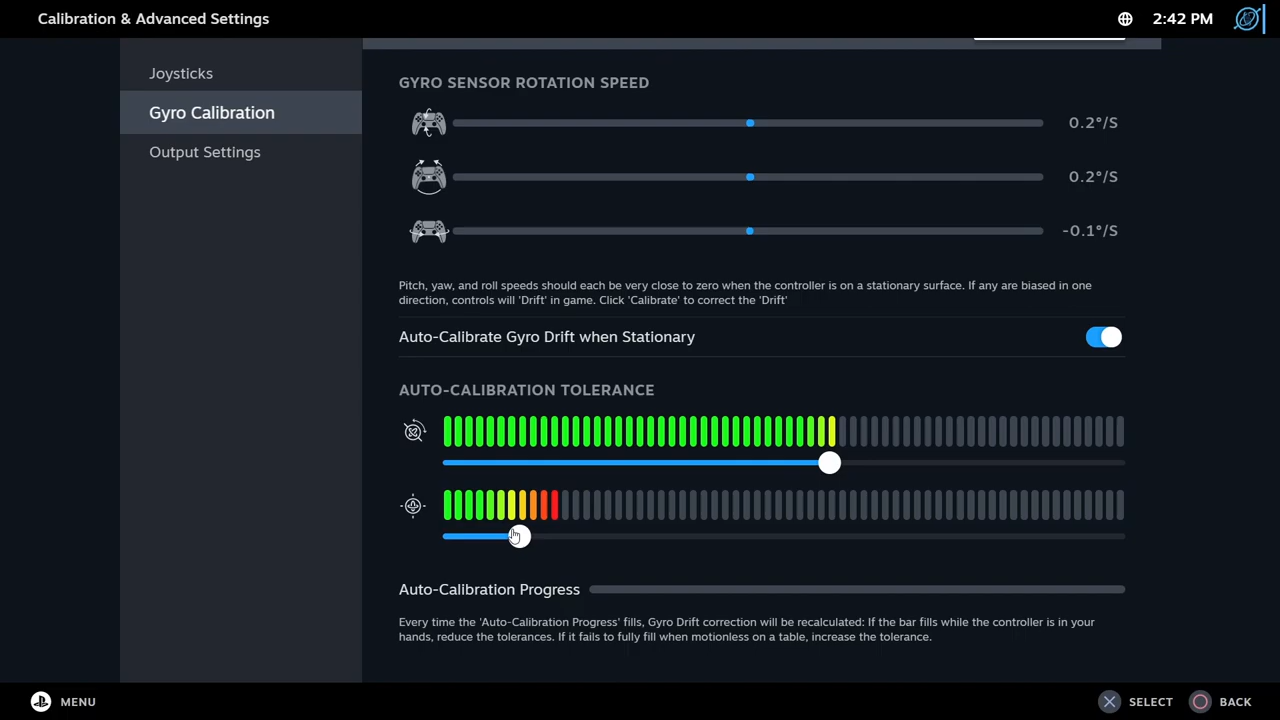 Calibration & Advanced Settings
2:42 PM
Joysticks
Gyro Calibration
Output Settings
GYRO SENSOR ROTATION SPEED
0.2°/S
0.2°/S
-0.1°/S
Pitch, yaw, and roll speeds should each be very close to zero when the controller is on a stationary surface. If any are biased in one
direction, controls will 'Drift' in game. Click 'Calibrate' to correct the 'Drift'
Auto-Calibrate Gyro Drift when Stationary
AUTO-CALIBRATION TOLERANCE
Auto-Calibration Progress
Every time the 'Auto-Calibration Progress' fills, Gyro Drift correction will be recalculated: If the bar fills while the controller is in your
hands, reduce the tolerances. If it fails to fully fill when motionless on a table, increase the tolerance.
MENU
SELECT
BACK